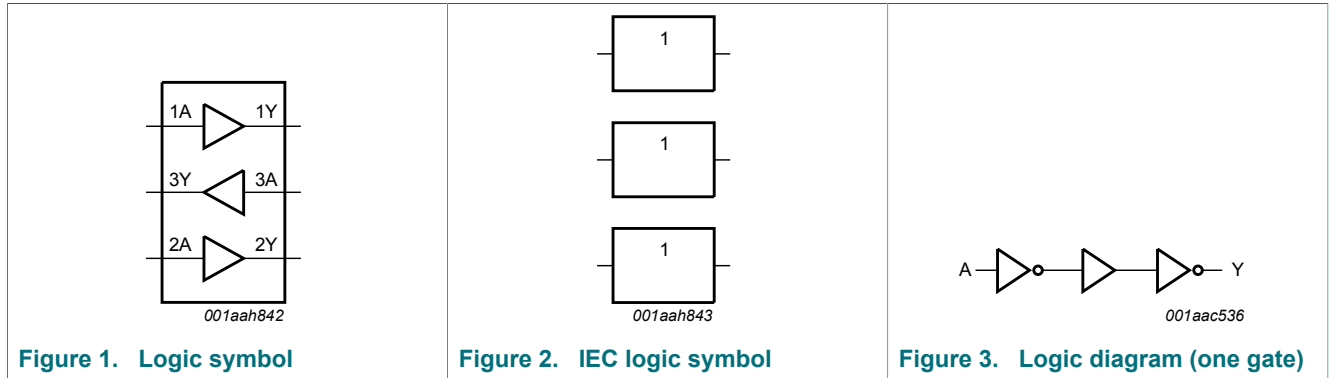 1A 1Y
3Y 3A
2A 2Y
001aah842
Figure 1. Logic symbol
1
1
1
001aah843
Figure 2. IEC logic symbol
A Y
001aac536
Figure 3. Logic diagram (one gate)